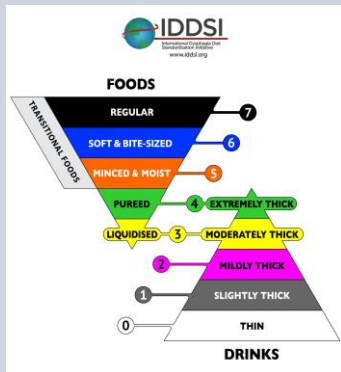 IDDSI
International Dysphagia Diet
Standardisation Initiative
www.iddsi.org
FOODS
TRANSITIONAL FOODS
REGULAR 7
SOFT & BITE-SIZED 6
MINCED & MOIST 5
PUREED 4 EXTREMELY THICK
LIQUIDISED 3 MODERATELY THICK
2 MILDLY THICK
1 SLIGHTLY THICK
0 THIN
DRINKS